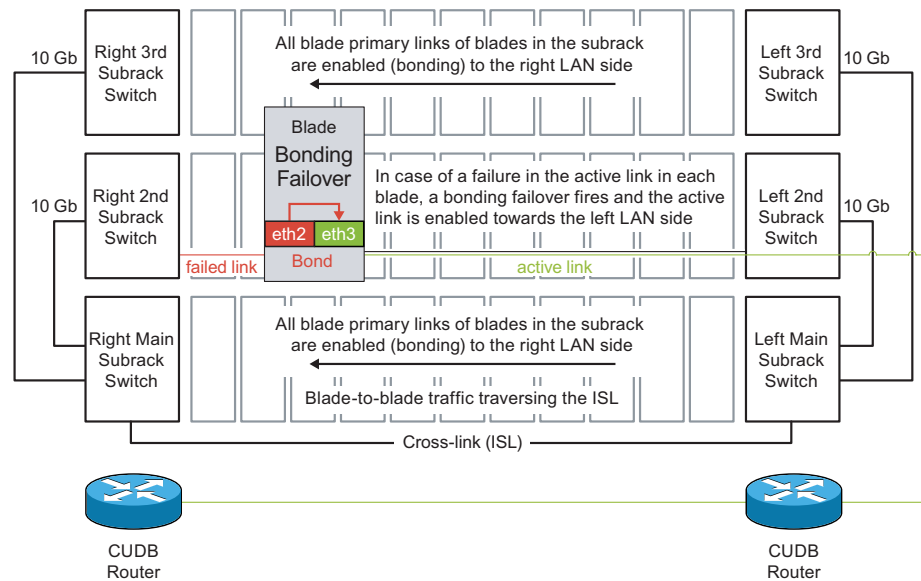 10 Gb
Right 3rd
Subrack
Switch
All blade primary links of blades in the subrack
are enabled (bonding) to the right LAN side
Left 3rd
Subrack
Switch
10 Gb
Blade
Bonding
Failover
eth2
eth3
Bond
In case of a failure in the active link in each
blade, a bonding failover fires and the active
link is enabled towards the left LAN side
10 Gb
Right 2nd
Subrack
Switch
Left 2nd
Subrack
Switch
10 Gb
failed link
active link
Right Main
Subrack
Switch
All blade primary links of blades in the subrack
are enabled (bonding) to the right LAN side
Blade-to-blade traffic traversing the ISL
Left Main
Subrack
Switch
Cross-link (ISL)
CUDB
Router
CUDB
Router